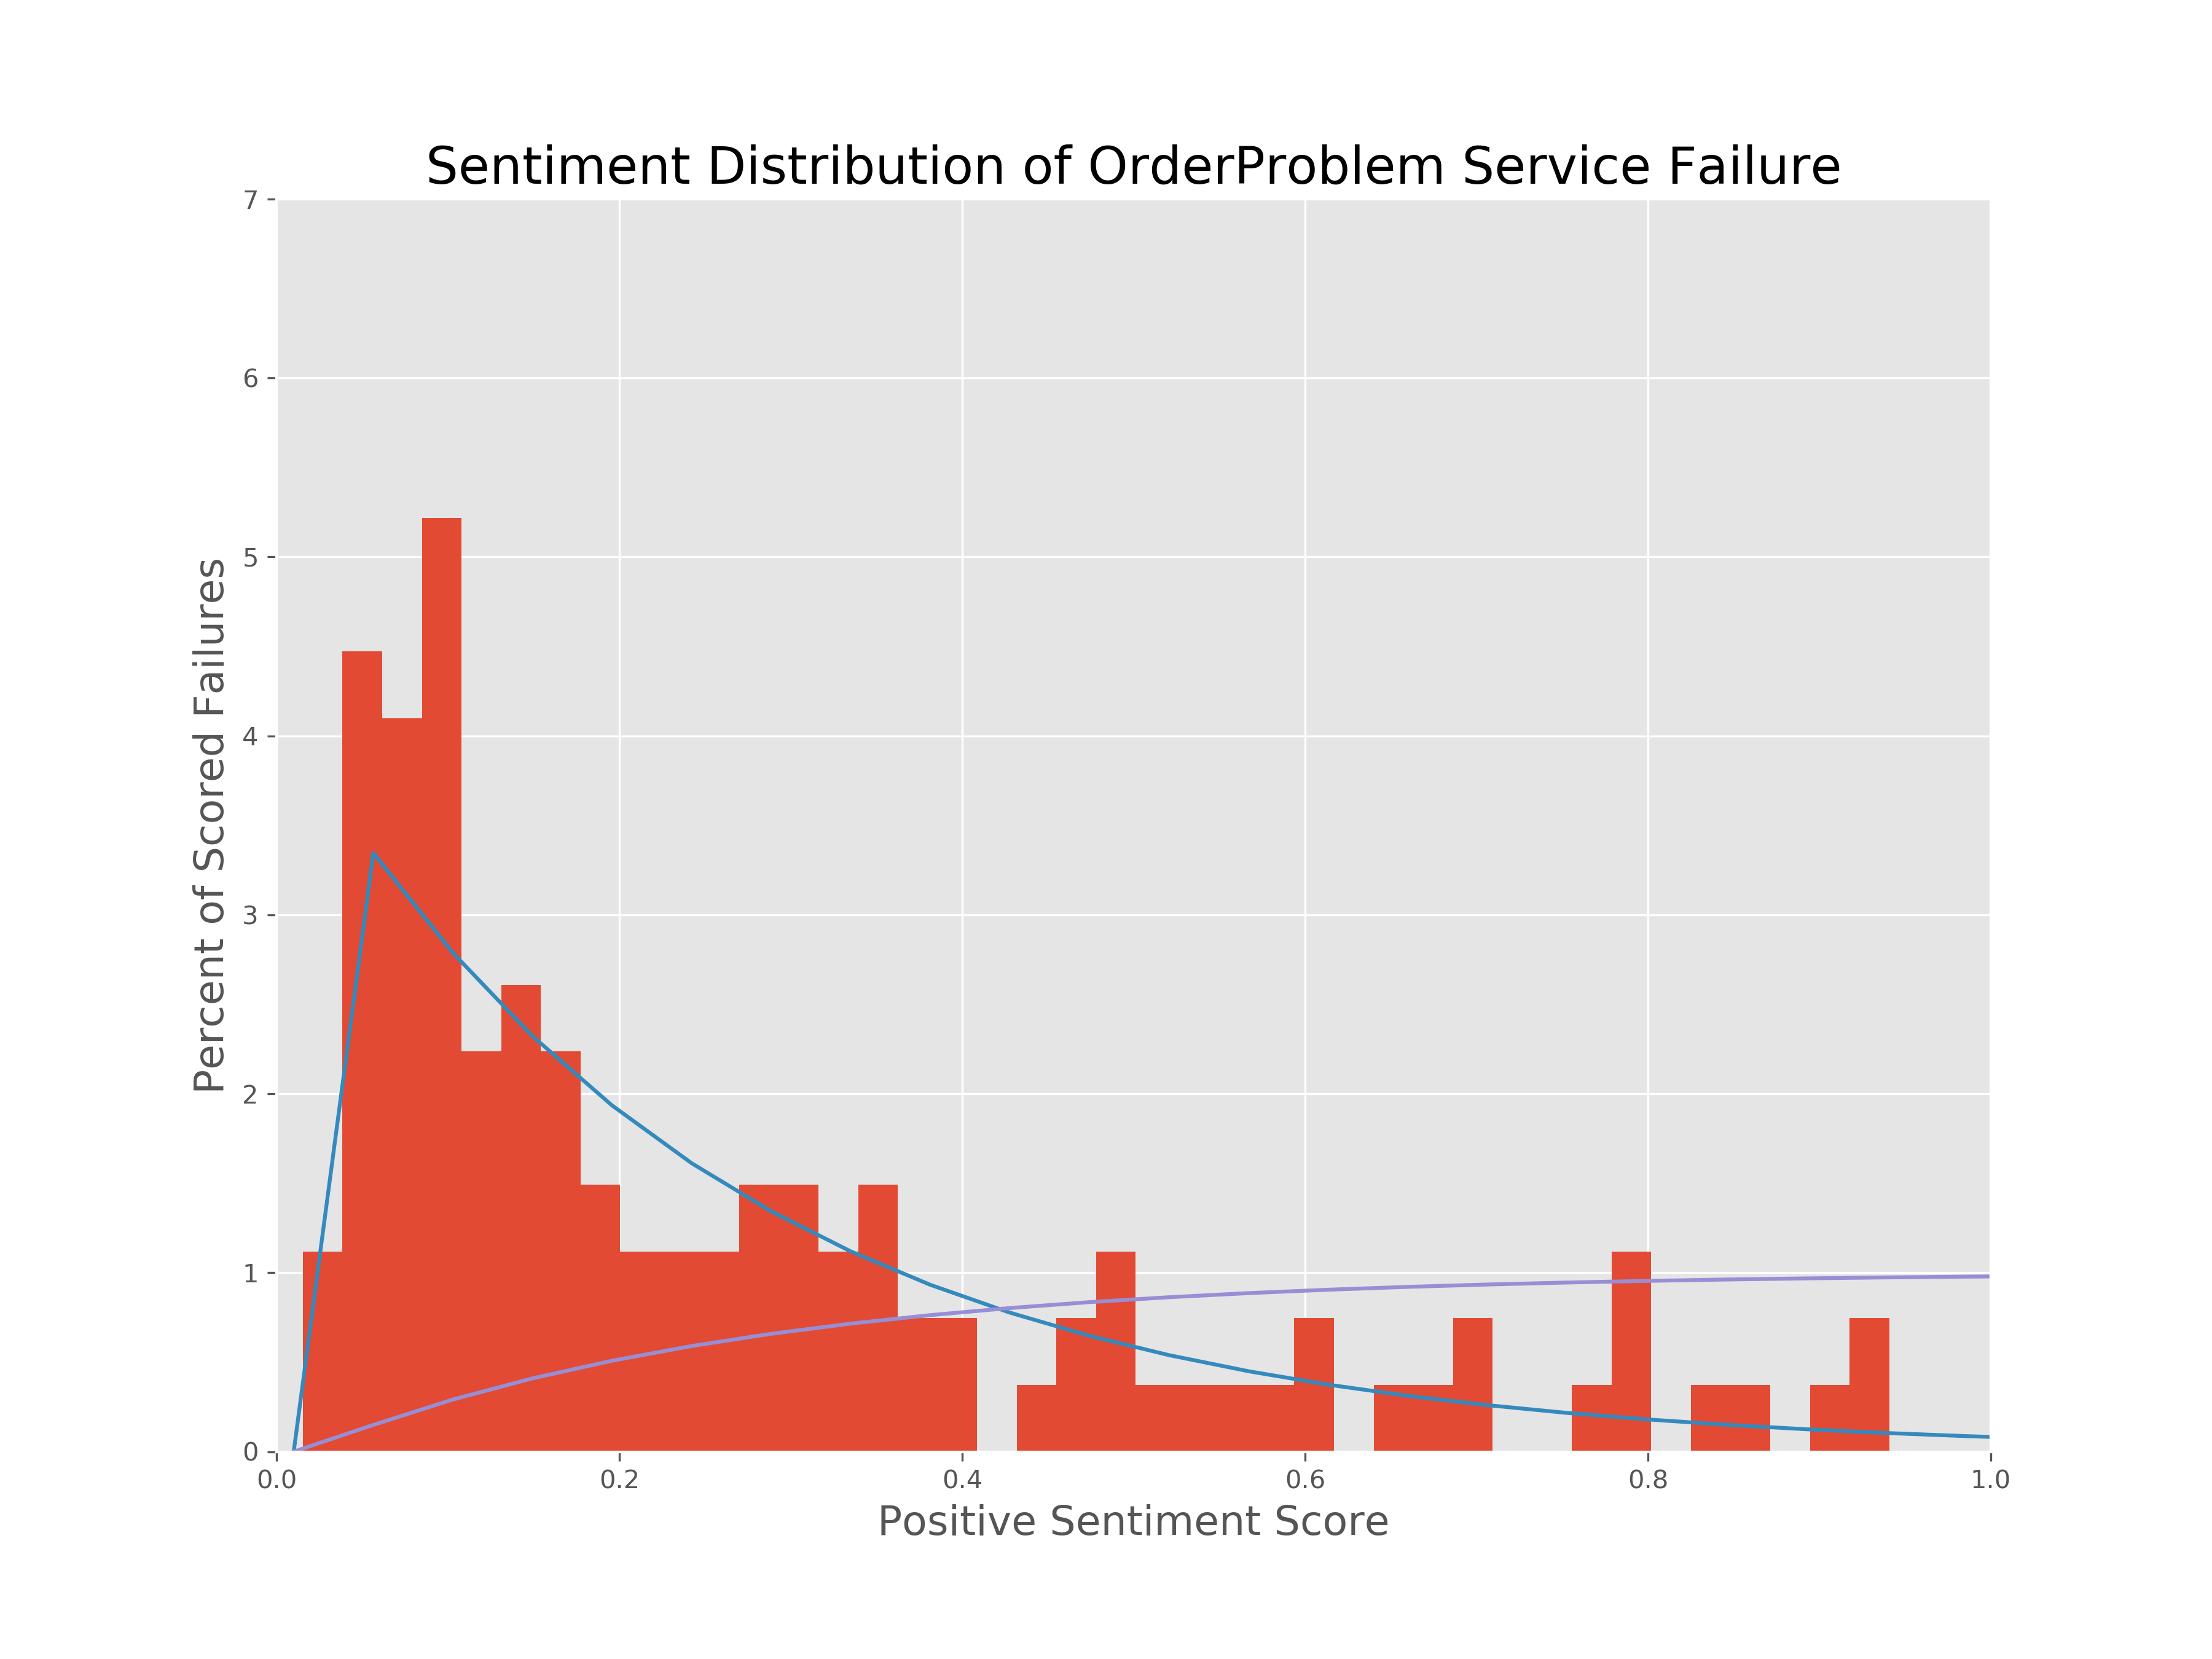 Sentiment Distribution of OrderProblem Service Failure
7
6
5
4
3
2
1
0
Percent of Scored Failures
0.0 0.2 0.4 0.6 0.8 1.0
Positive Sentiment Score